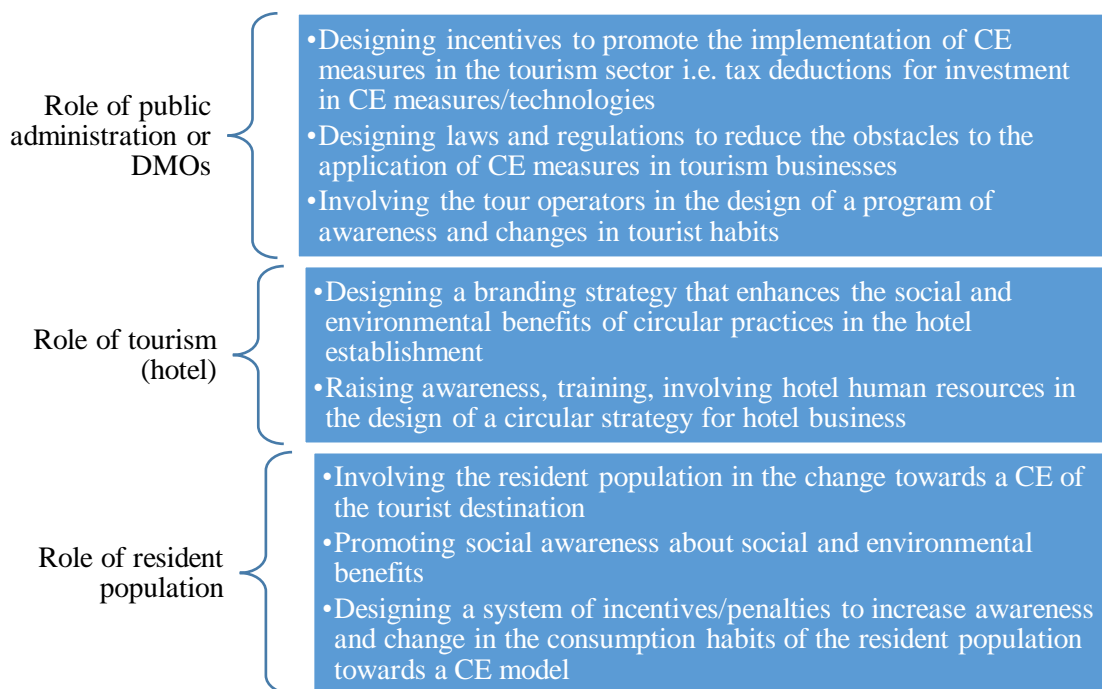 Role of public
administration or
DMOs
•Designing incentives to promote the implementation of CE
measures in the tourism sector i.e. tax deductions for investment
in CE measures/technologies
•Designing laws and regulations to reduce the obstacles to the
application of CE measures in tourism businesses
•Involving the tour operators in the design of a program of
awareness and changes in tourist habits
Role of tourism
(hotel)
•Designing a branding strategy that enhances the social and
environmental benefits of circular practices in the hotel
establishment
•Raising awareness, training, involving hotel human resources in
the design of a circular strategy for hotel business
Role of resident
population
•Involving the resident population in the change towards a CE of
the tourist destination
•Promoting social awareness about social and environmental
benefits
•Designing a system of incentives/penalties to increase awareness
and change in the consumption habits of the resident population
towards a CE model